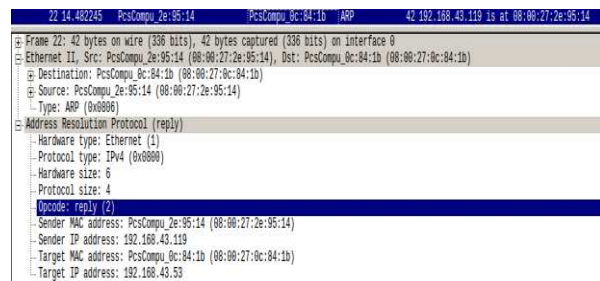 22 14.482245 PcsCompu_2e:95:14 PcsCompu_0c:84:1b ARP 42 192.168.43.119 is at 08:00:27:2e:95:14
Frame 22: 42 bytes on wire (336 bits), 42 bytes captured (336 bits) on interface 0
Ethernet II, Src: PcsCompu_2e:95:14 (08:00:27:2e:95:14), Dst: PcsCompu_0c:84:1b (08:00:27:0c:84:1b)
Destination: PcsCompu_0c:84:1b (08:00:27:0c:84:1b)
Source: PcsCompu_2e:95:14 (08:00:27:2e:95:14)
Type: ARP (0x0806)
Address Resolution Protocol (reply)
Hardware type: Ethernet (1)
Protocol type: IPv4 (0x0800)
Hardware size: 6
Protocol size: 4
Opcode: reply (2)
Sender MAC address: PcsCompu_2e:95:14 (08:00:27:2e:95:14)
Sender IP address: 192.168.43.119
Target MAC address: PcsCompu_0c:84:1b (08:00:27:0c:84:1b)
Target IP address: 192.168.43.53